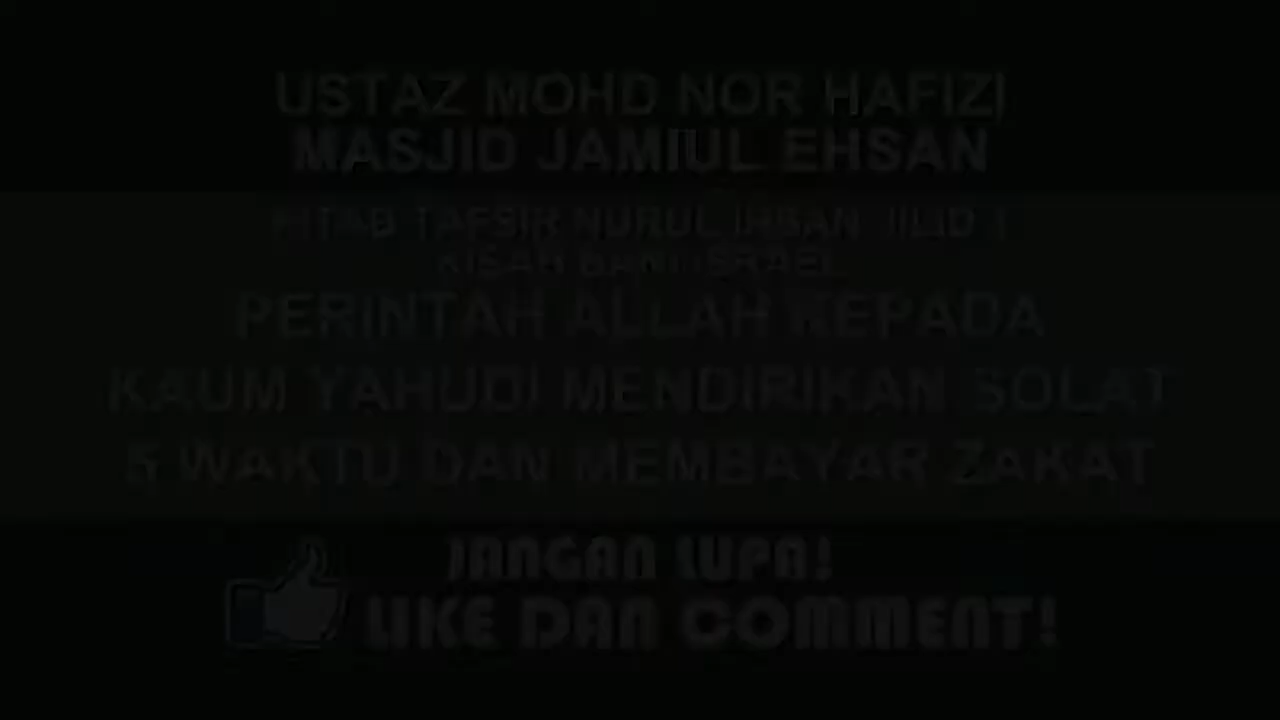 USTAZ MOHD NOR HAFIZI
MASJID JAMIUL EHSAN
KITAB TAFSIR NURUL IHSAN JILID 1
KISAH BANI ISRAEL
PERINTAH ALLAH KEPADA
KAUM YAHUDI MENDIRIKAN SOLAT
5 WAKTU DAN MEMBAYAR ZAKAT
JANGAN LUPA!
LIKE DAN COMMENT!